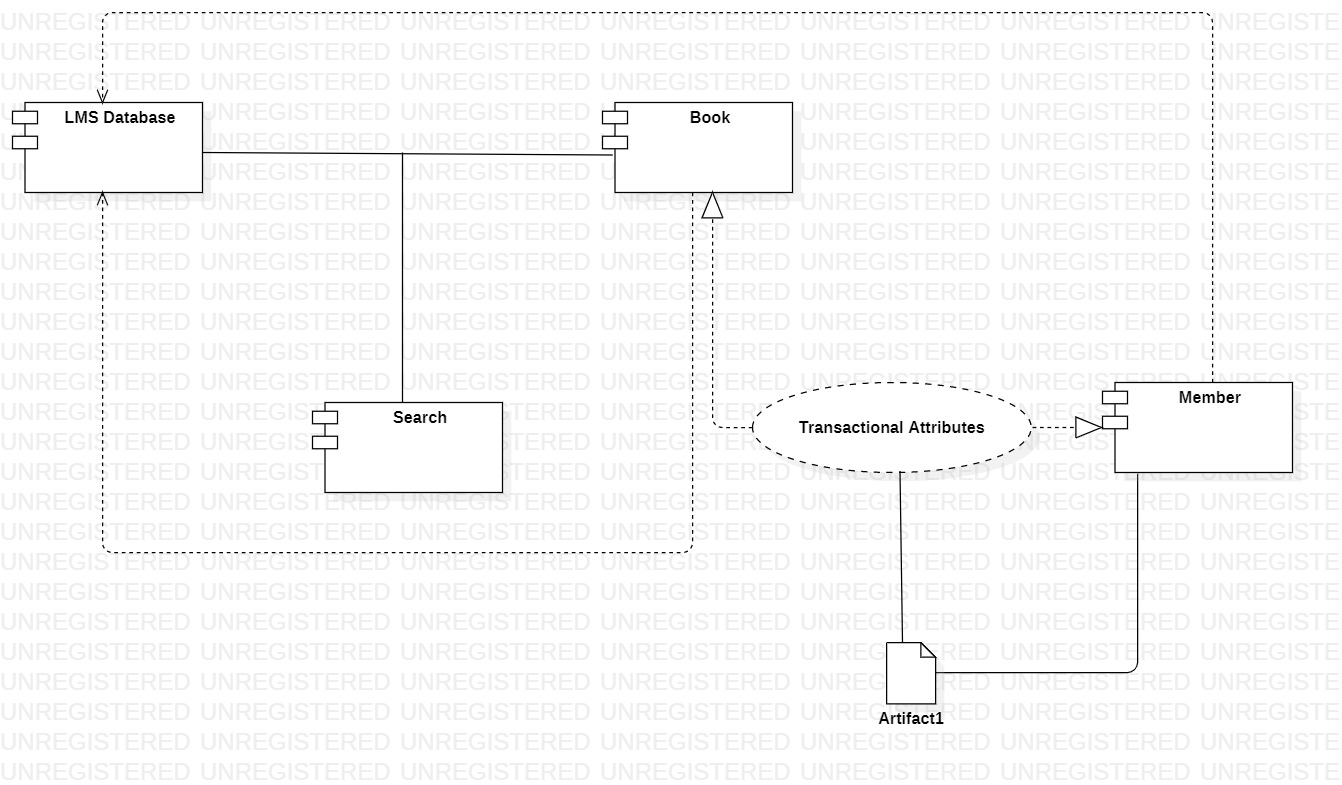 LMS Database
Book
Search
Member
Transactional Attributes
Artifact1
UNREGISTERED UNREGISTERED UNREGISTERED UNREGISTERED UNREGISTERED UNREGISTERED UNREGISTE